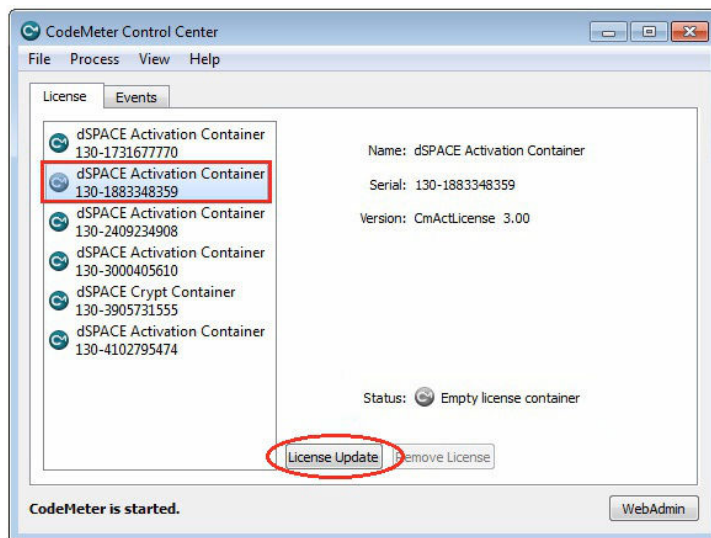 CodeMeter Control Center
File Process View Help
License Events
dSPACE Activation Container
130-1731677770
dSPACE Activation Container
130-1883348359
dSPACE Activation Container
130-2409234908
dSPACE Activation Container
130-3000405610
dSPACE Crypt Container
130-3905731555
dSPACE Activation Container
130-4102795474
Name: dSPACE Activation Container
Serial: 130-1883348359
Version: CmActLicense 3.00
Status: Empty license container
License Update Remove License
CodeMeter is started. WebAdmin